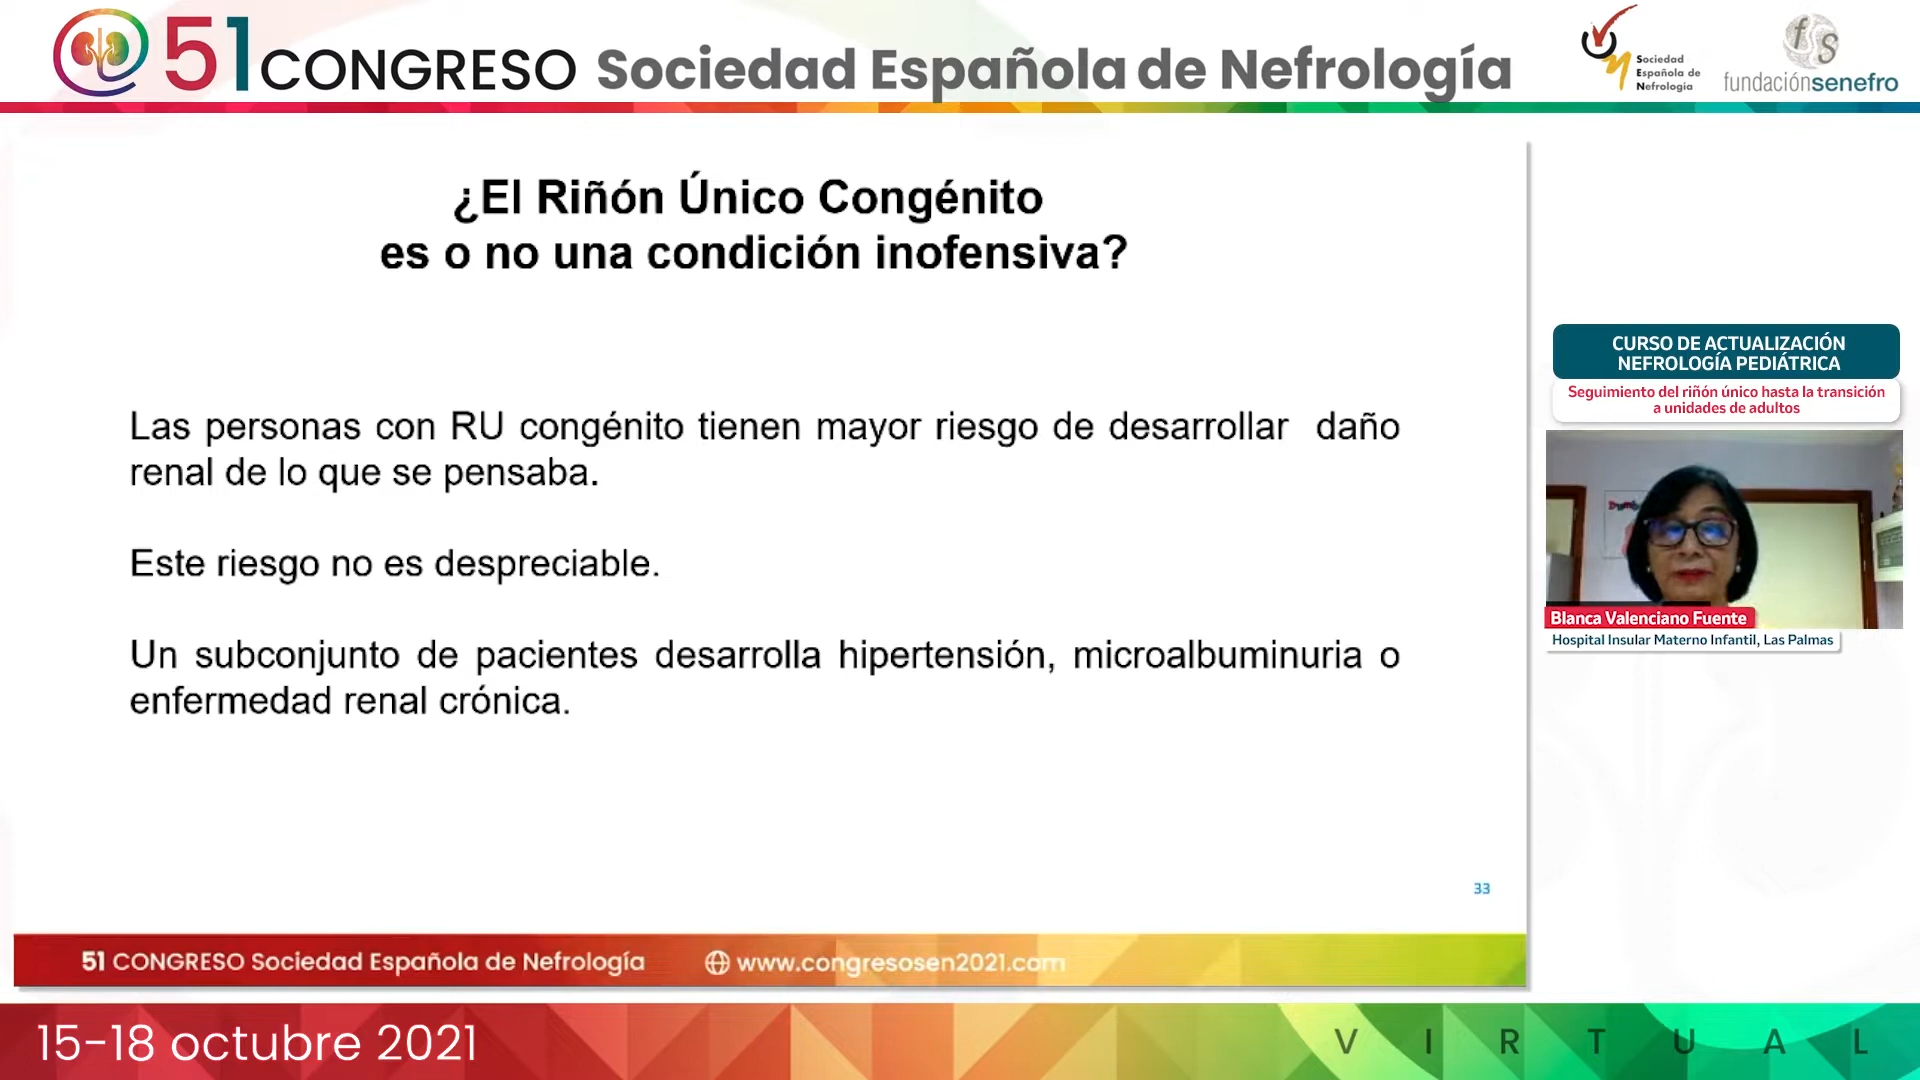 51 CONGRESO Sociedad Española de Nefrología
Sociedad
Española de
Nefrología
fs
fundaciónsenefro
¿El Riñón Único Congénito
es o no una condición inofensiva?
Las personas con RU congénito tienen mayor riesgo de desarrollar daño
renal de lo que se pensaba.
Este riesgo no es despreciable.
Un subconjunto de pacientes desarrolla hipertensión, microalbuminuria o
enfermedad renal crónica.
33
51 CONGRESO Sociedad Española de Nefrología
www.congresosen2021.com
CURSO DE ACTUALIZACIÓN
NEFROLOGÍA PEDIÁTRICA
Seguimiento del riñón único hasta la transición
a unidades de adultos
Blanca Valenciano Fuente
Hospital Insular Materno Infantil, Las Palmas
15-18 octubre 2021
VIRTUAL